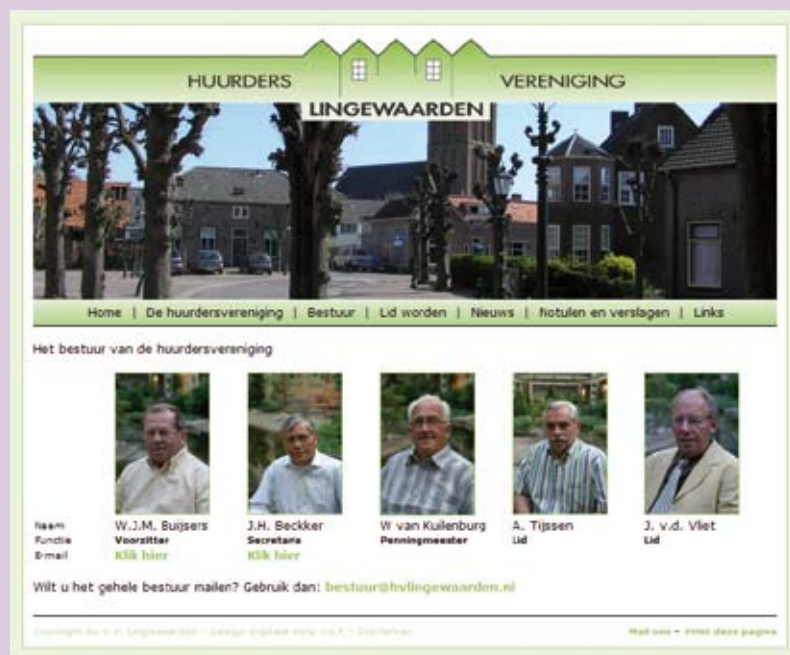 HUURDERS VERENIGING
LINGEWAARDEN
Home | De huurdersvereniging | Bestuur | Lid worden | Nieuws | Notulen en verslagen | Links
Het bestuur van de huurdersvereniging
Naam W.J.M. Buijsers J.H. Beckker W van Kuilenburg A. Tijssen J. v.d. Vliet
Functie Voorzitter Secretaris Penningmeester Lid Lid
E-mail Klik hier Klik hier
Wilt u het gehele bestuur mailen? Gebruik dan: bestuur@hvlingewaarden.nl
Mail ons - Print deze pagina